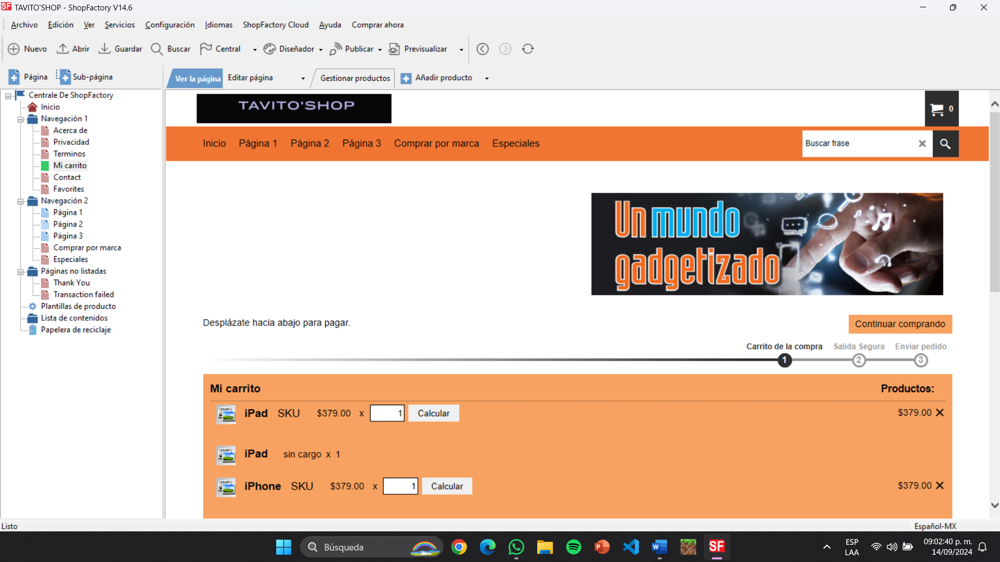 SF TAVITO'SHOP - ShopFactory V14.6
Archivo Edición Ver Servicios Configuración Idiomas ShopFactory Cloud Ayuda Comprar ahora
Nuevo Abrir Guardar Buscar Central Diseñador Publicar Previsualizar
Página Sub-página
Ver la página Editar página Gestionar productos Añadir producto
Centrale De ShopFactory
Inicio
Navegación 1
Acerca de
Privacidad
Terminos
Mi carrito
Contact
Favorites
Navegación 2
Página 1
Página 2
Página 3
Comprar por marca
Especiales
Páginas no listadas
Thank You
Transaction failed
Plantillas de producto
Lista de contenidos
Papelera de reciclaje
TAVITO'SHOP
0
Inicio Página 1 Página 2 Página 3 Comprar por marca Especiales
Buscar frase
Un mundo
gadgetizado
Desplázate hacia abajo para pagar.
Continuar comprando
Carrito de la compra Salida Segura Enviar pedido
1 2 3
Mi carrito Productos:
iPad SKU $379.00 x 1 Calcular $379.00
iPad sin cargo x 1
iPhone SKU $379.00 x 1 Calcular $379.00
Listo
Español-MX
Búsqueda
P
W
SF
ESP
LAA
09:02:40 p. m.
14/09/2024